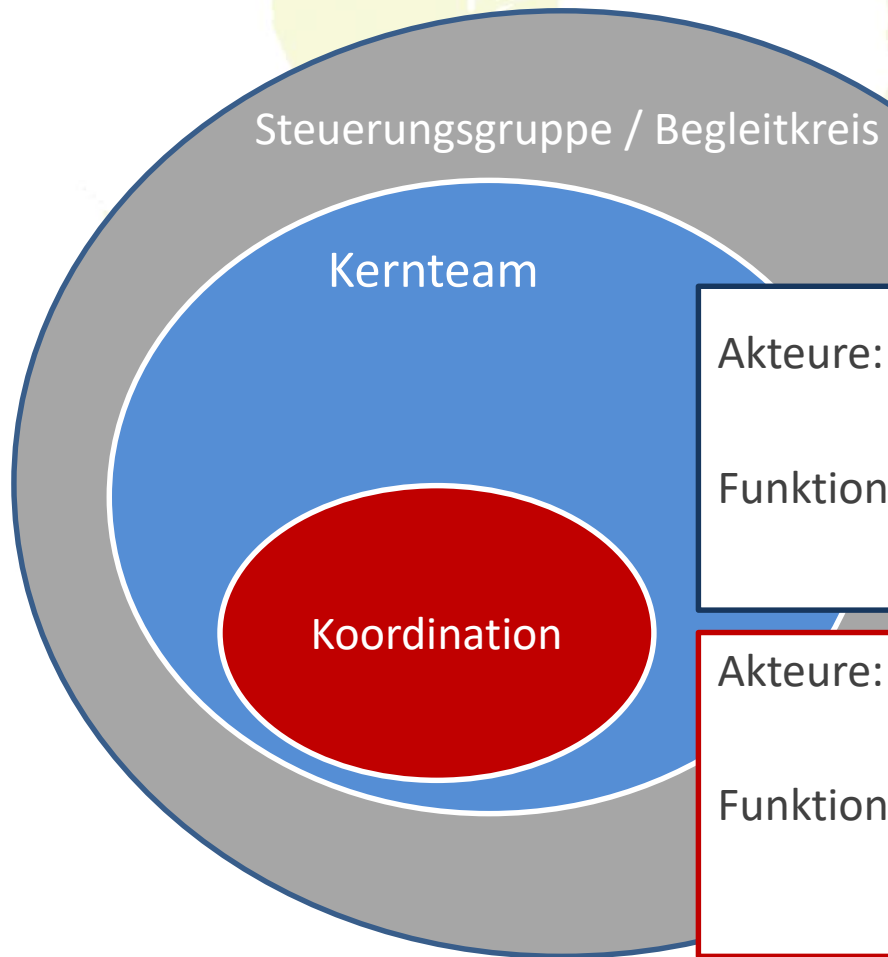 Steuerungsgruppe / Begleitkreis
Kernteam
Akteure:
Funktion
Koordination
Akteure:
Funktion